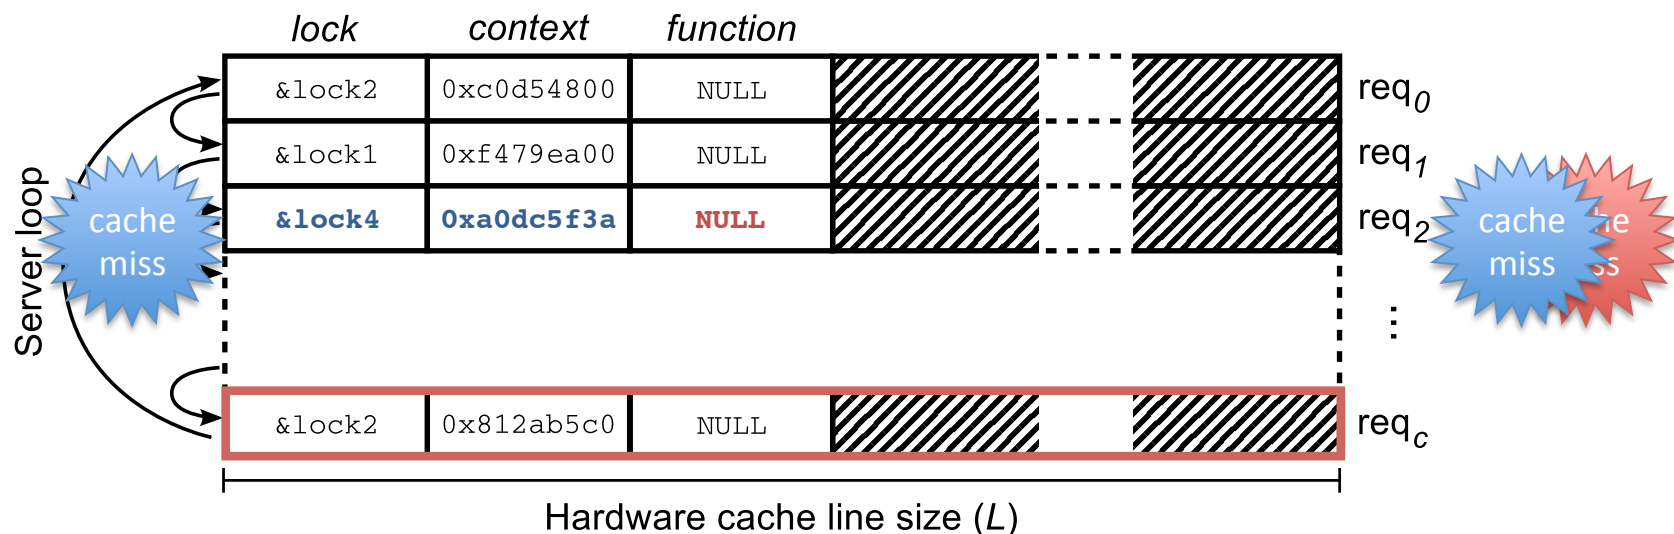 lock context function
&lock2 0xc0d54800 NULL req0
&lock1 0xf479ea00 NULL req1
&lock4 0xa0dc5f3a NULL req2
Server loop
cache
miss
cache
miss
...
&lock2 0x812ab5c0 NULL reqc
Hardware cache line size (L)